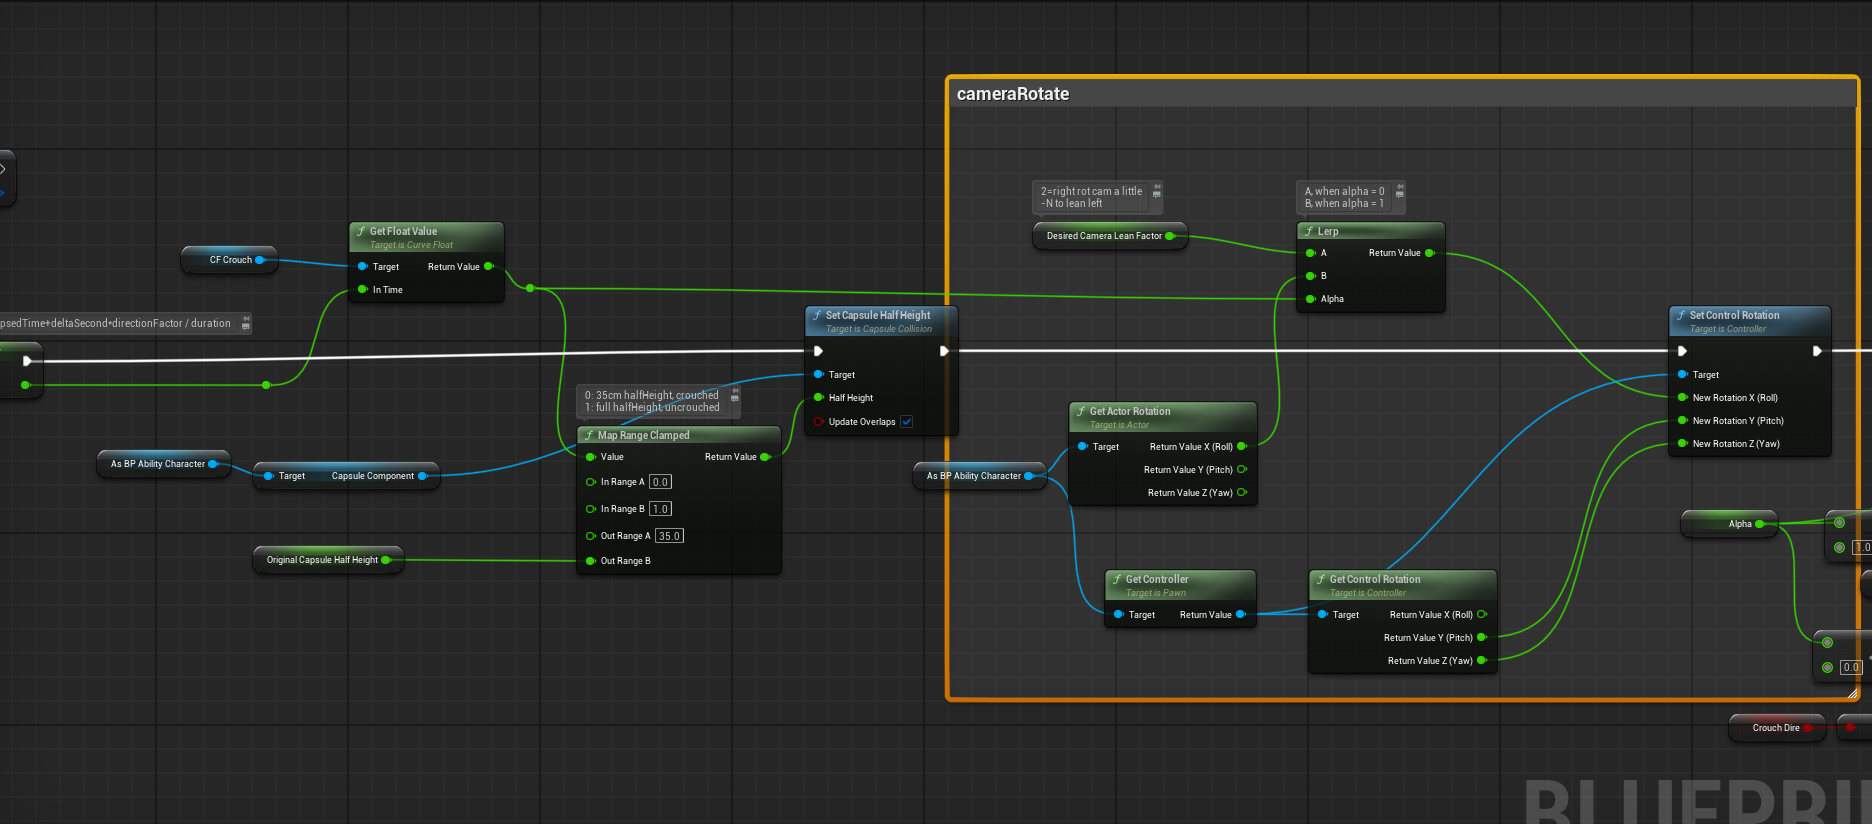 cameraRotate
2=right rot cam a little
-N to lean left
A, when alpha = 0
B, when alpha = 1
Desired Camera Lean Factor
Lerp
A
Return Value
B
Alpha
Get Float Value
Target is Curve Float
CF Crouch
Target
Return Value
In Time
psedTime+deltaSecond*directionFactor / duration
Set Capsule Half Height
Target is Capsule Collision
Target
Half Height
Update Overlaps
Set Control Rotation
Target is Controller
Target
New Rotation X (Roll)
New Rotation Y (Pitch)
New Rotation Z (Yaw)
0: 35cm halfHeight, crouched
1: full halfHeight, uncrouched
Map Range Clamped
Value
Return Value
In Range A 0.0
In Range B 1.0
Out Range A 35.0
Out Range B
As BP Ability Character
Target
Capsule Component
Original Capsule Half Height
Get Actor Rotation
Target is Actor
Target
Return Value X (Roll)
Return Value Y (Pitch)
Return Value Z (Yaw)
As BP Ability Character
Get Controller
Target is Pawn
Target
Return Value
Get Control Rotation
Target is Controller
Target
Return Value X (Roll)
Return Value Y (Pitch)
Return Value Z (Yaw)
Alpha
1.0
0.0
Crouch Dire
BLUEPRI